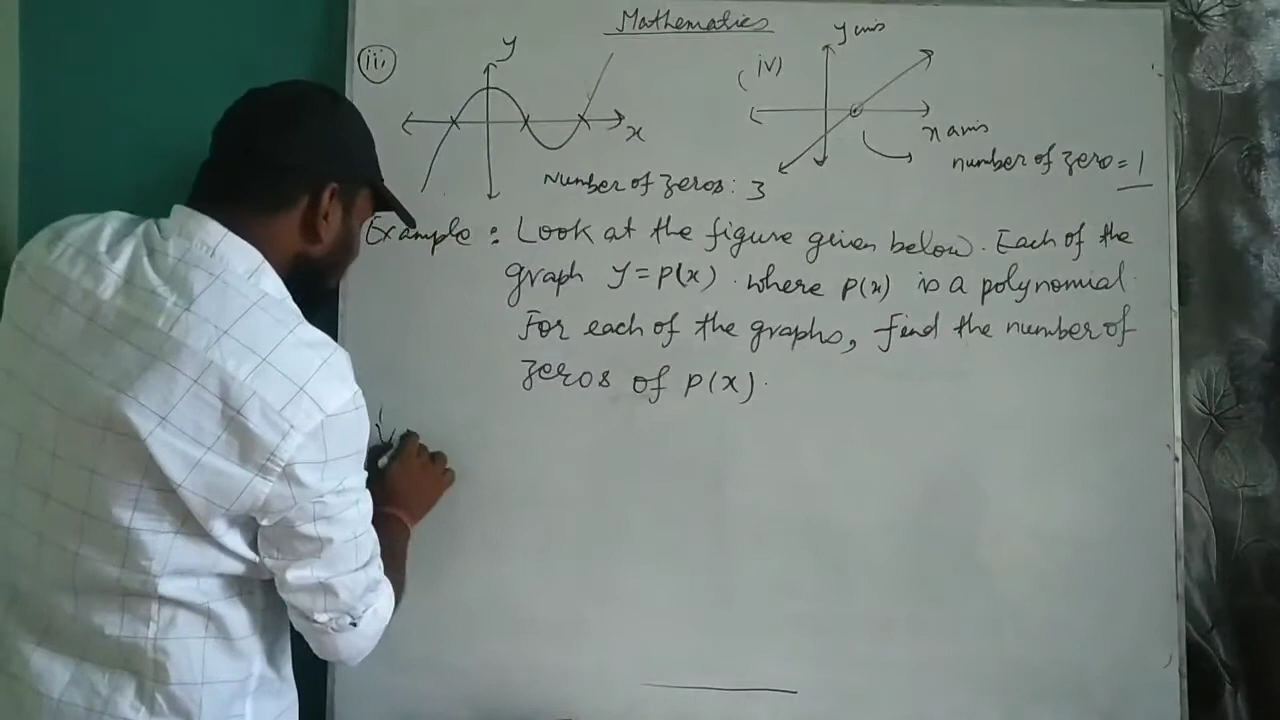 Mathematics
iii)
y
x
Number of zeros: 3
(iv)
y axis
x axis
number of zero = 1
Example : Look at the figure given below. Each of the
graph y = p(x). where p(x) is a polynomial.
For each of the graphs, find the number of
zeros of p(x).